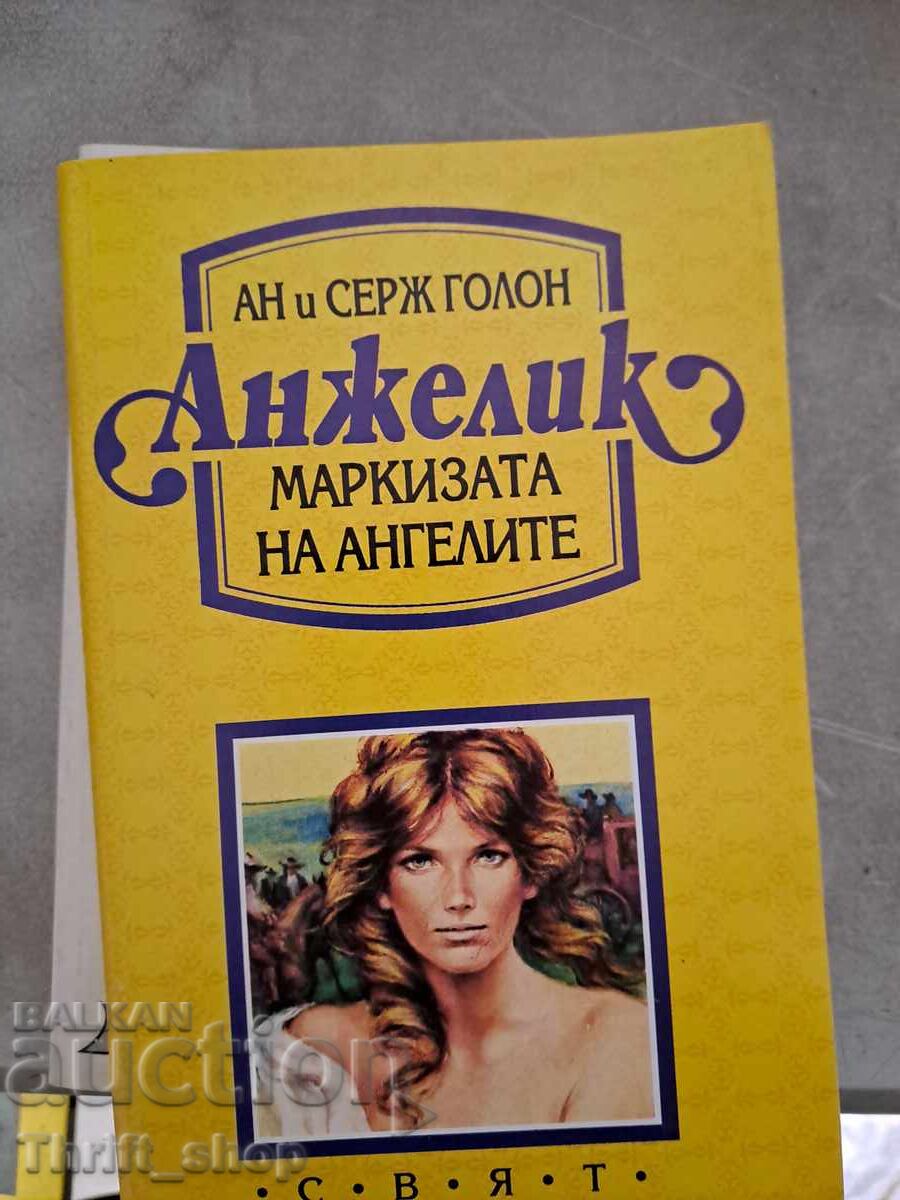 АН и СЕРЖ ГОЛОН
Анжелик
МАРКИЗАТА
НА АНГЕЛИТЕ
BALKAN
auction
Thrift_shop
• С • В • Я • Т •